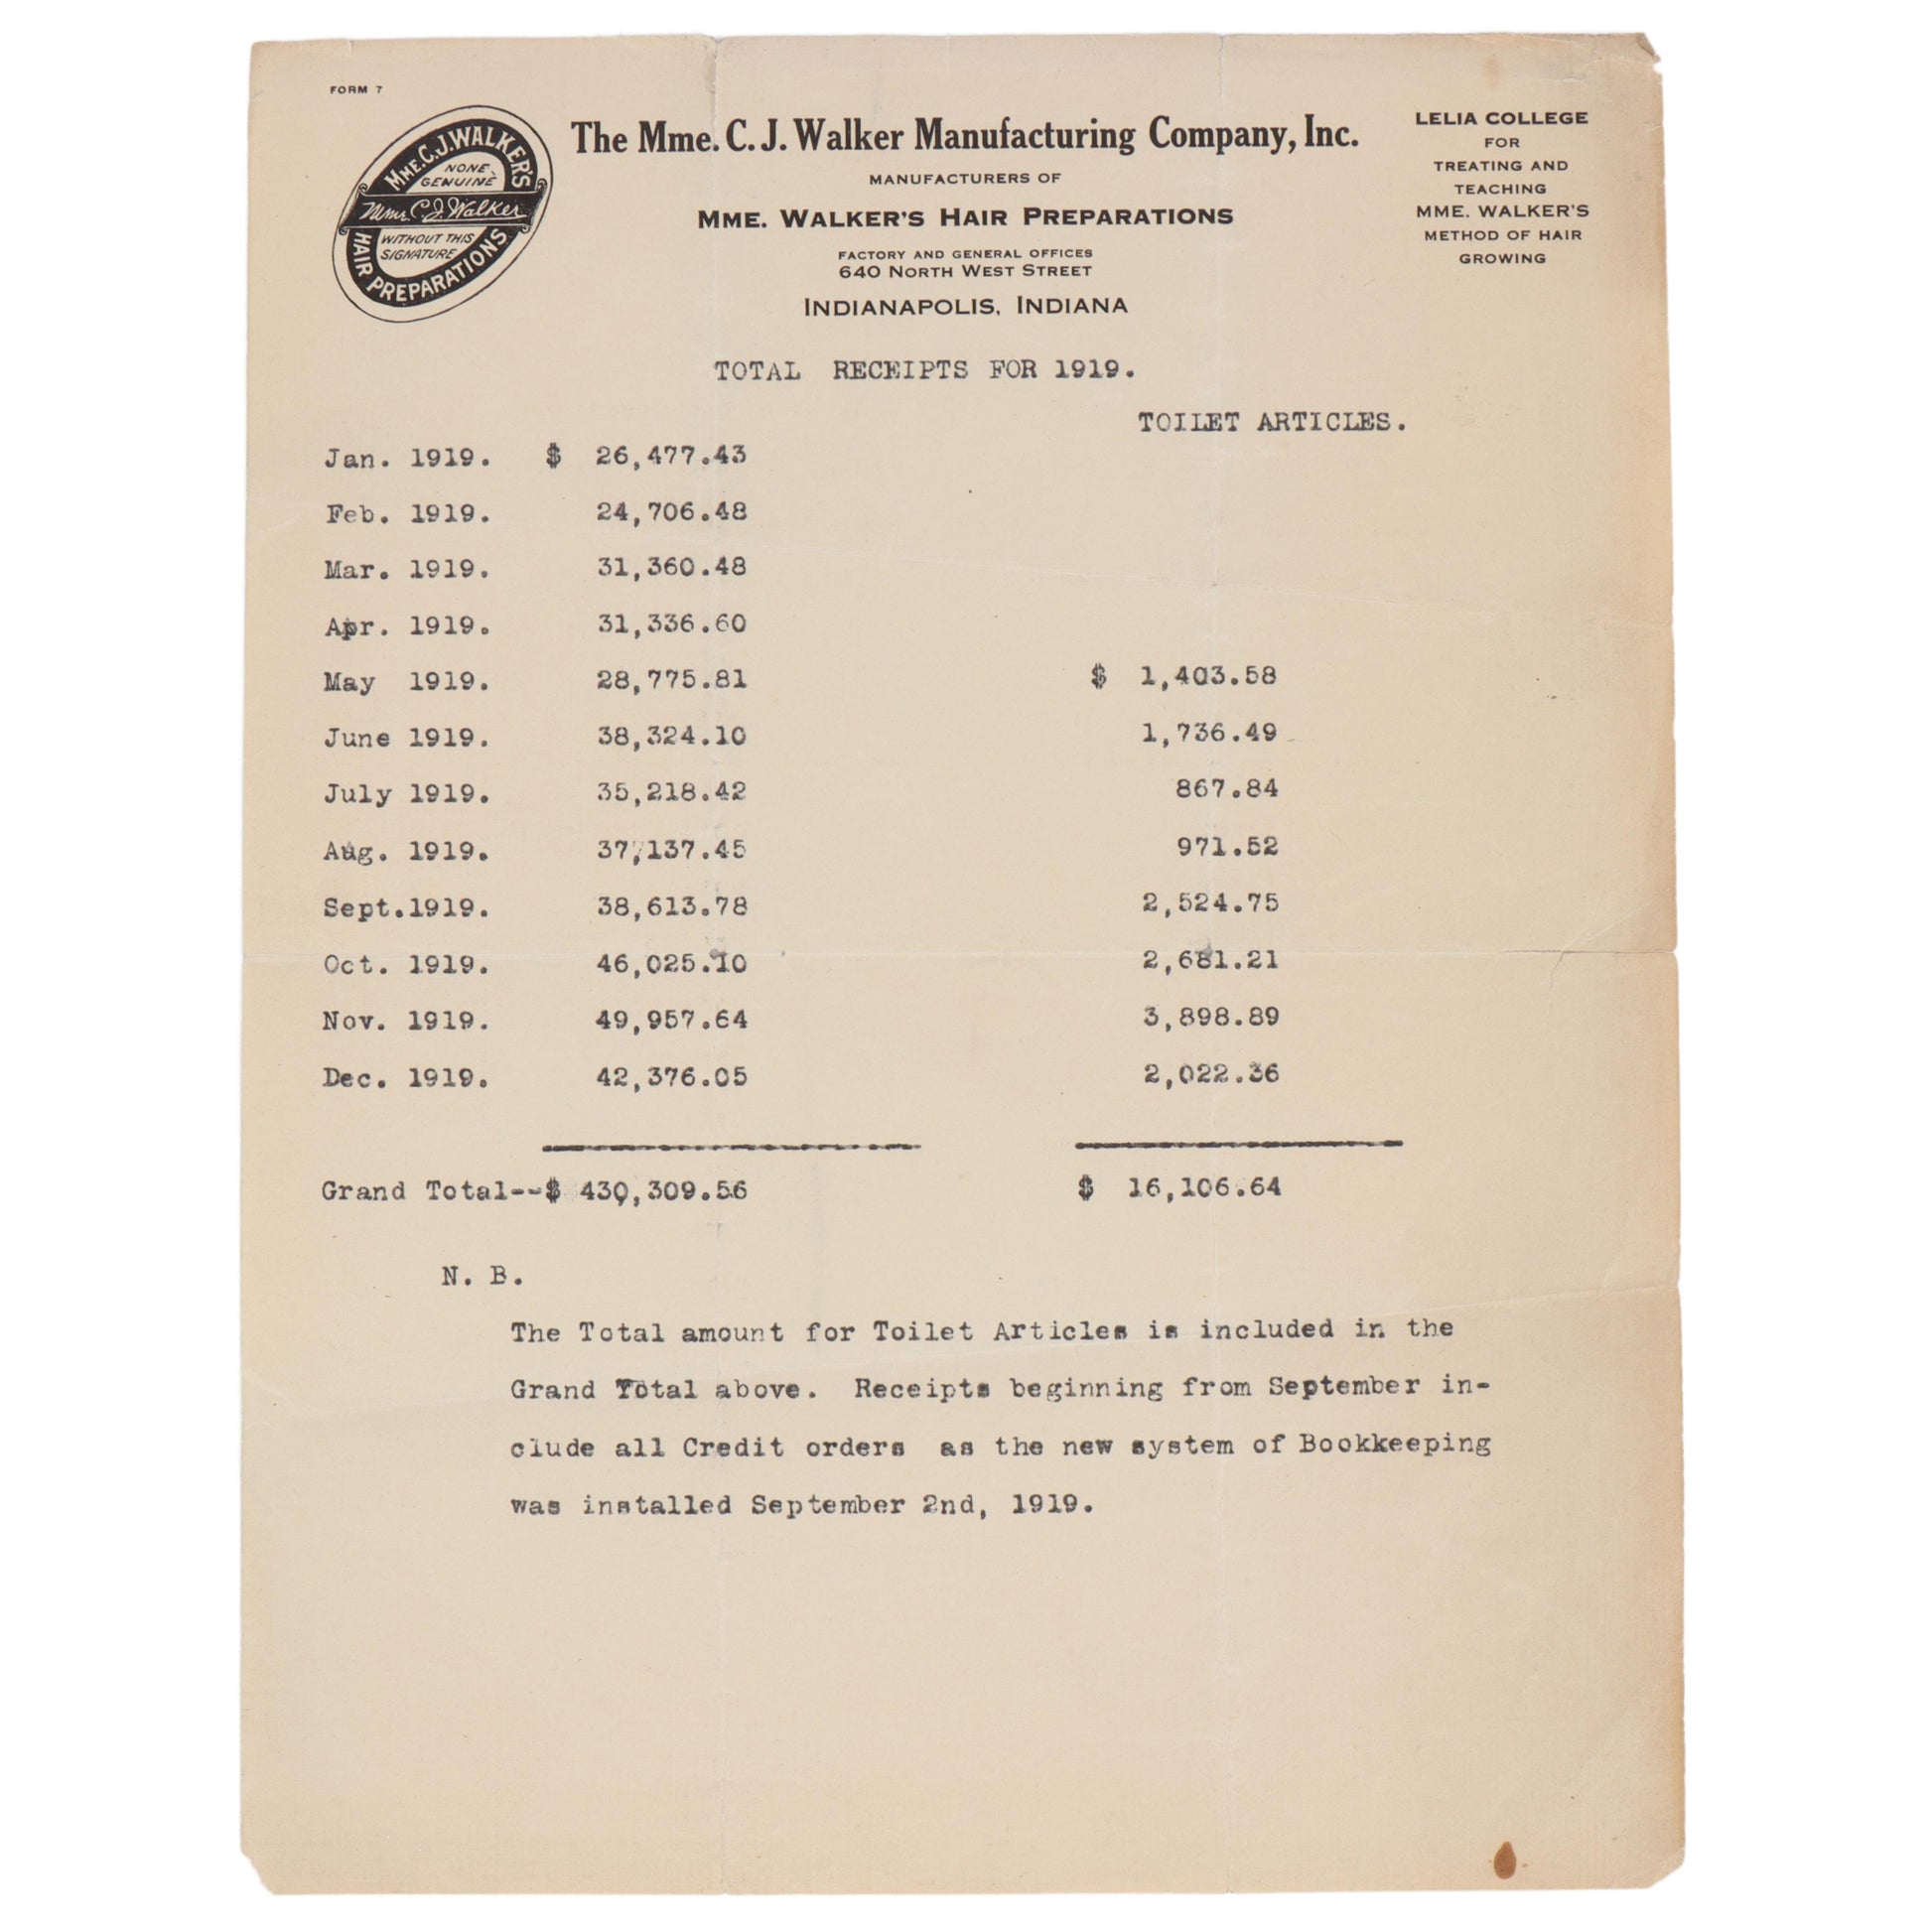 FORM 7
MME. C. J. WALKER'S
NONE
GENUINE
Mme. C. J. Walker
WITHOUT THIS
SIGNATURE
HAIR PREPARATIONS
The Mme. C. J. Walker Manufacturing Company, Inc.
MANUFACTURERS OF
MME. WALKER'S HAIR PREPARATIONS
FACTORY AND GENERAL OFFICES
640 NORTH WEST STREET
INDIANAPOLIS, INDIANA
LELIA COLLEGE
FOR
TREATING AND
TEACHING
MME. WALKER'S
METHOD OF HAIR
GROWING
TOTAL RECEIPTS FOR 1919.
TOILET ARTICLES.
Jan. 1919. $ 26,477.43
Feb. 1919. 24,706.48
Mar. 1919. 31,360.48
Apr. 1919. 31,336.60
May 1919. 28,775.81 $ 1,403.58
June 1919. 38,324.10 1,736.49
July 1919. 35,218.42 867.84
Aug. 1919. 37,137.45 971.52
Sept.1919. 38,613.78 2,524.75
Oct. 1919. 46,025.10 2,681.21
Nov. 1919. 49,957.64 3,898.89
Dec. 1919. 42,376.05 2,022.36
Grand Total--$ 430,309.56 $ 16,106.64
N. B.
The Total amount for Toilet Articles is included in the
Grand Total above. Receipts beginning from September in-
clude all Credit orders as the new system of Bookkeeping
was installed September 2nd, 1919.